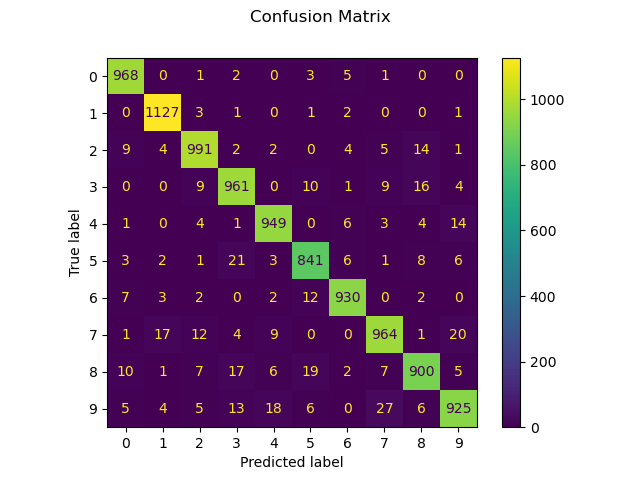 Confusion Matrix
0 968 0 1 2 0 3 5 1 0 0
1 0 1127 3 1 0 1 2 0 0 1 1000
2 9 4 991 2 2 0 4 5 14 1
3 0 0 9 961 0 10 1 9 16 4 800
4 1 0 4 1 949 0 6 3 4 14
True label
600
5 3 2 1 21 3 841 6 1 8 6
6 7 3 2 0 2 12 930 0 2 0 400
7 1 17 12 4 9 0 0 964 1 20
8 10 1 7 17 6 19 2 7 900 5 200
9 5 4 5 13 18 6 0 27 6 925
0
0 1 2 3 4 5 6 7 8 9
Predicted label